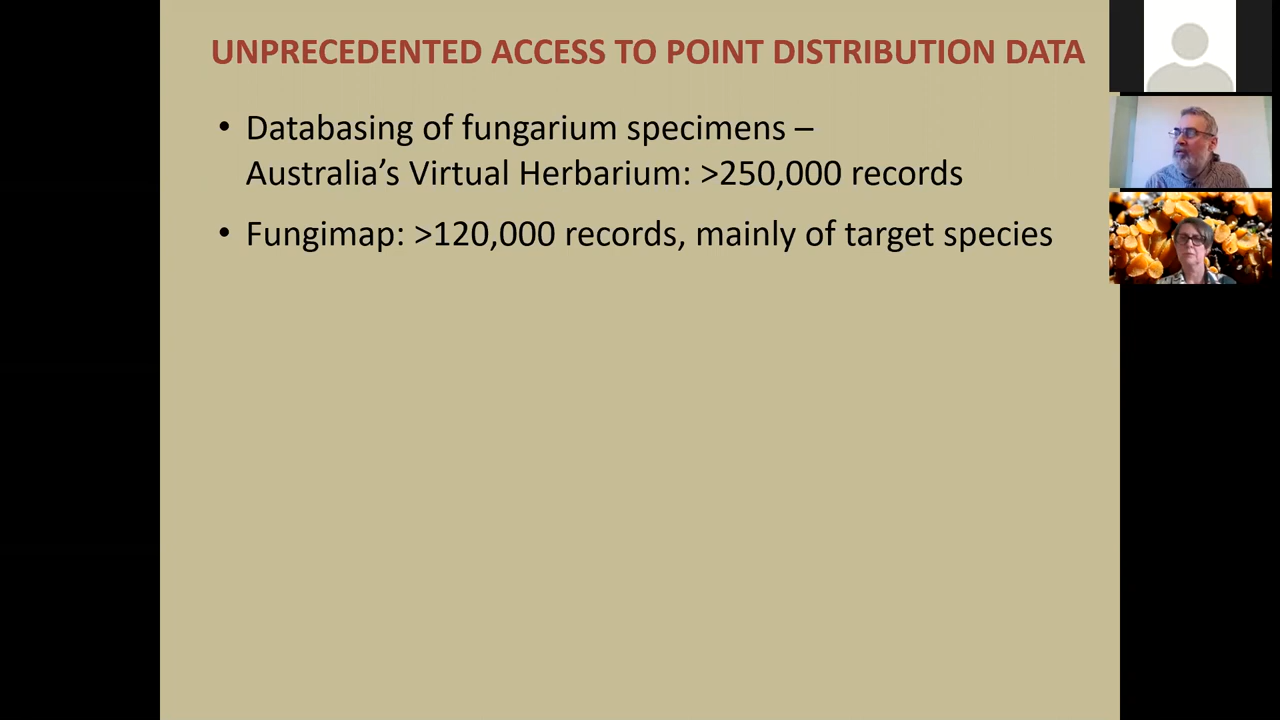 UNPRECEDENTED ACCESS TO POINT DISTRIBUTION DATA
• Databasing of fungarium specimens –
Australia’s Virtual Herbarium: >250,000 records
• Fungimap: >120,000 records, mainly of target species